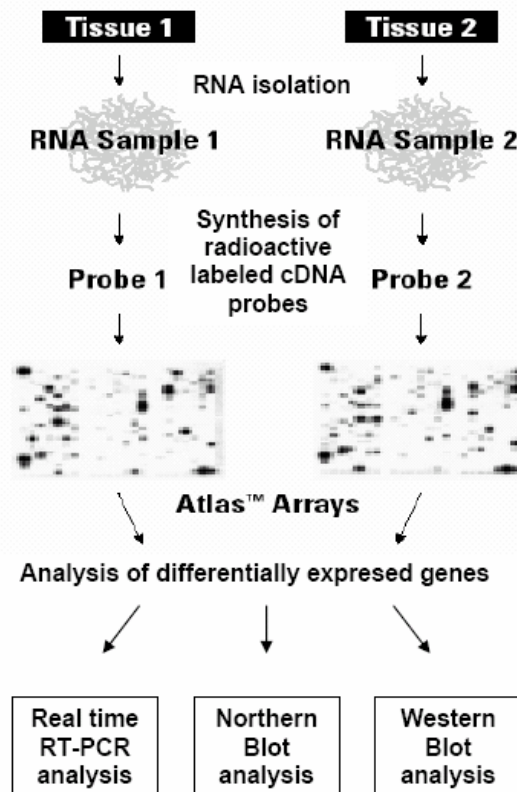 Tissue 1
Tissue 2
RNA isolation
RNA Sample 1
RNA Sample 2
Synthesis of
radioactive
labeled cDNA
probes
Probe 1
Probe 2
Atlas™ Arrays
Analysis of differentially expresed genes
Real time
RT-PCR
analysis
Northern
Blot
analysis
Western
Blot
analysis